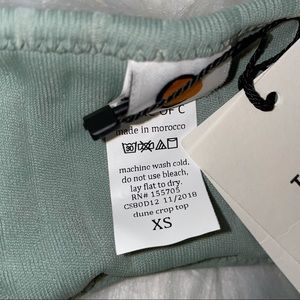 OF C
made in morocco
machine wash cold.
do not use bleach.
lay flat to dry.
RN# 155705
CSB0D12 11/2018
dune crop top
XS